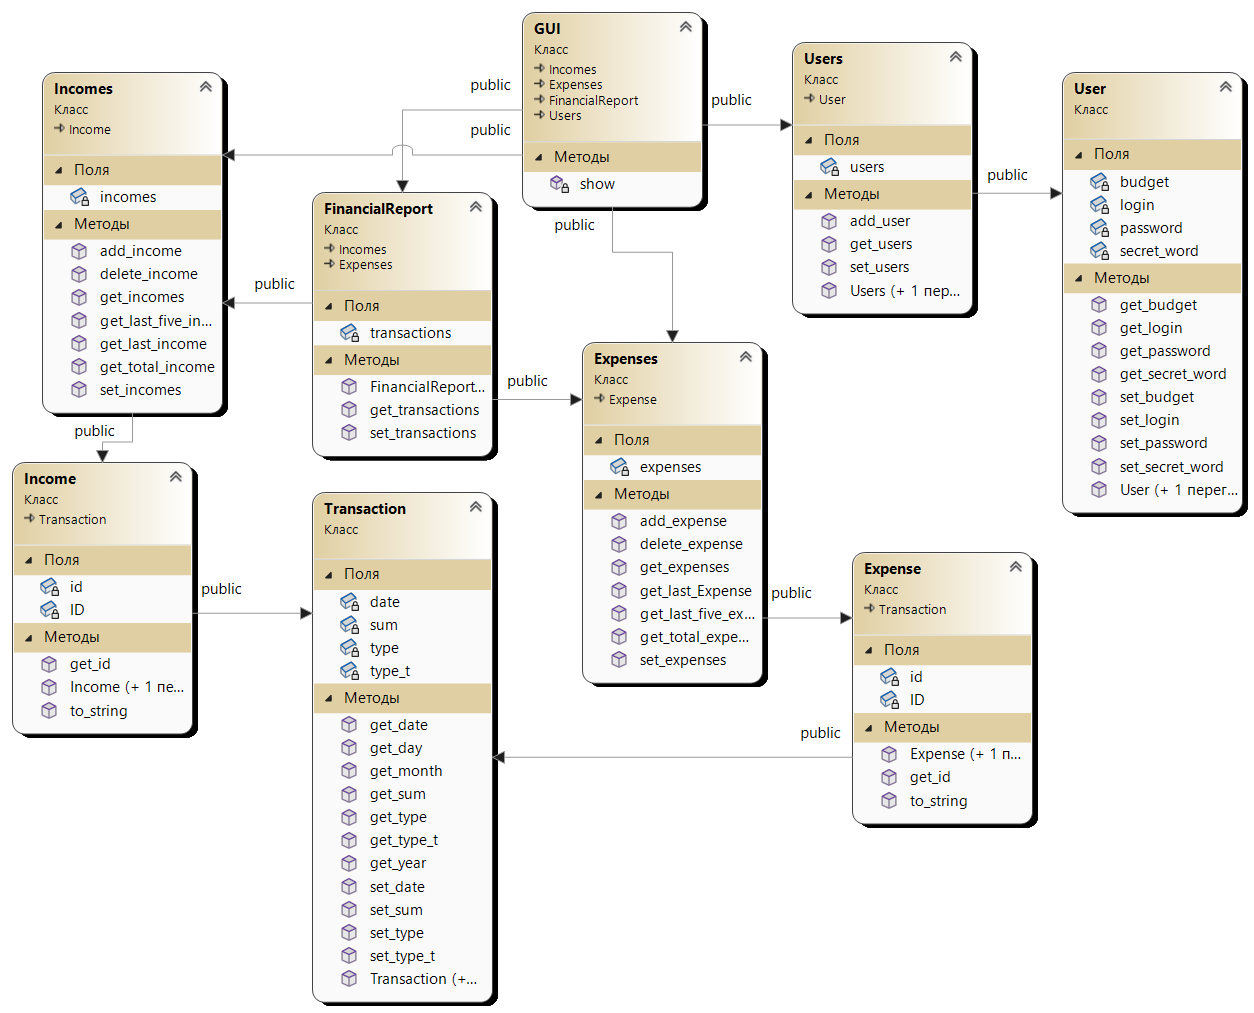 GUI
Класс
Incomes
Expenses
FinancialReport
Users
Методы
show
public
public
public
public
Incomes
Класс
Income
Поля
incomes
Методы
add_income
delete_income
get_incomes
get_last_five_in...
get_last_income
get_total_income
set_incomes
public
FinancialReport
Класс
Incomes
Expenses
Поля
transactions
Методы
FinancialReport...
get_transactions
set_transactions
public
public
Users
Класс
User
Поля
users
Методы
add_user
get_users
set_users
Users (+ 1 пер...
public
User
Класс
Поля
budget
login
password
secret_word
Методы
get_budget
get_login
get_password
get_secret_word
set_budget
set_login
set_password
set_secret_word
User (+ 1 перег...
Expenses
Класс
Expense
Поля
expenses
Методы
add_expense
delete_expense
get_expenses
get_last_Expense
get_last_five_ex...
get_total_expe...
set_expenses
public
Income
Класс
Transaction
Поля
id
ID
Методы
get_id
Income (+ 1 пе...
to_string
public
Transaction
Класс
Поля
date
sum
type
type_t
Методы
get_date
get_day
get_month
get_sum
get_type
get_type_t
get_year
set_date
set_sum
set_type
set_type_t
Transaction (+...
Expense
Класс
Transaction
Поля
id
ID
Методы
Expense (+ 1 п...
get_id
to_string
public